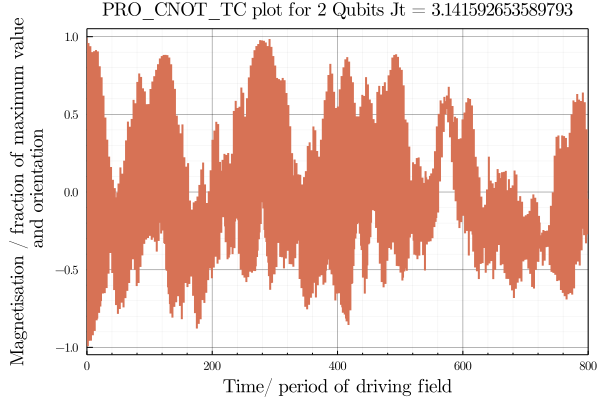 PRO_CNOT_TC plot for 2 Qubits Jt = 3.141592653589793
Magnetisation / fraction of maximum value
and orientation
1.0
0.5
0.0
−0.5
−1.0
0 200 400 600 800
Time/ period of driving field